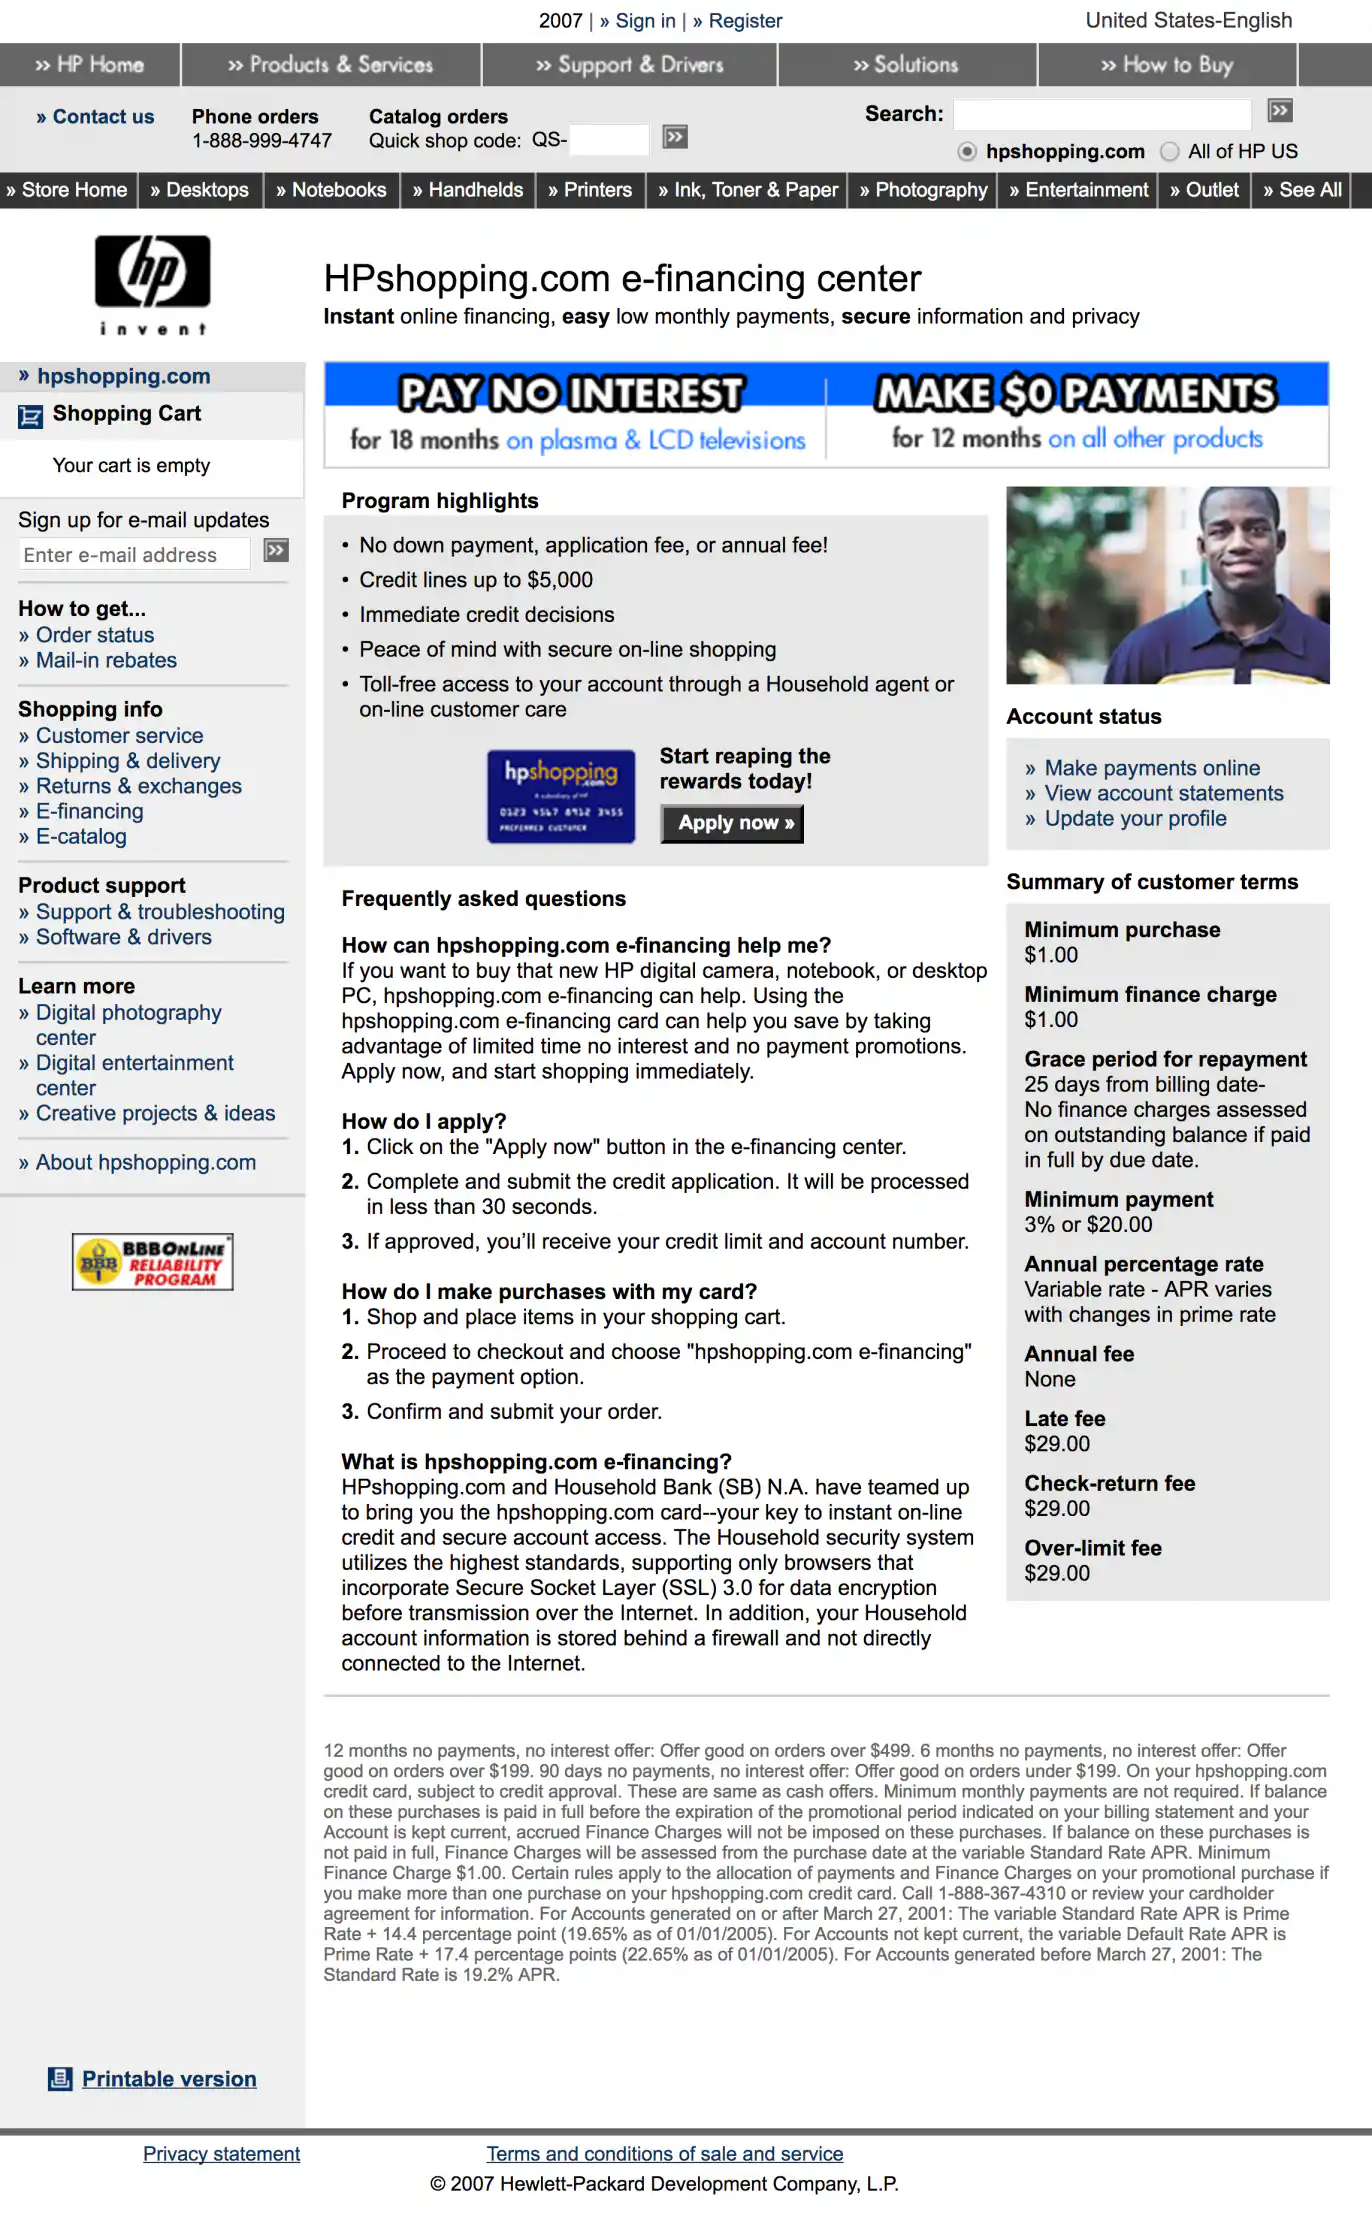 2007 | » Sign in | » Register
United States-English
» HP Home
» Products & Services
» Support & Drivers
» Solutions
» How to Buy
» Contact us
Phone orders
1-888-999-4747
Catalog orders
Quick shop code: QS-
»
Search:
»
hpshopping.com
All of HP US
» Store Home
» Desktops
» Notebooks
» Handhelds
» Printers
» Ink, Toner & Paper
» Photography
» Entertainment
» Outlet
» See All
hp
invent
» hpshopping.com
Shopping Cart
Your cart is empty
Sign up for e-mail updates
Enter e-mail address
»
How to get...
» Order status
» Mail-in rebates
Shopping info
» Customer service
» Shipping & delivery
» Returns & exchanges
» E-financing
» E-catalog
Product support
» Support & troubleshooting
» Software & drivers
Learn more
» Digital photography
center
» Digital entertainment
center
» Creative projects & ideas
» About hpshopping.com
BBB
BBBONLINE
RELIABILITY
PROGRAM
Printable version
HPshopping.com e-financing center
Instant online financing, easy low monthly payments, secure information and privacy
PAY NO INTEREST
for 18 months on plasma & LCD televisions
MAKE $0 PAYMENTS
for 12 months on all other products
Program highlights
• No down payment, application fee, or annual fee!
• Credit lines up to $5,000
• Immediate credit decisions
• Peace of mind with secure on-line shopping
• Toll-free access to your account through a Household agent or
on-line customer care
hpshopping
.com
A subsidiary of HP
0123 4567 8912 3455
PREFERRED CUSTOMER
Start reaping the
rewards today!
Apply now »
Frequently asked questions
How can hpshopping.com e-financing help me?
If you want to buy that new HP digital camera, notebook, or desktop
PC, hpshopping.com e-financing can help. Using the
hpshopping.com e-financing card can help you save by taking
advantage of limited time no interest and no payment promotions.
Apply now, and start shopping immediately.
How do I apply?
1. Click on the "Apply now" button in the e-financing center.
2. Complete and submit the credit application. It will be processed
in less than 30 seconds.
3. If approved, you’ll receive your credit limit and account number.
How do I make purchases with my card?
1. Shop and place items in your shopping cart.
2. Proceed to checkout and choose "hpshopping.com e-financing"
as the payment option.
3. Confirm and submit your order.
What is hpshopping.com e-financing?
HPshopping.com and Household Bank (SB) N.A. have teamed up
to bring you the hpshopping.com card--your key to instant on-line
credit and secure account access. The Household security system
utilizes the highest standards, supporting only browsers that
incorporate Secure Socket Layer (SSL) 3.0 for data encryption
before transmission over the Internet. In addition, your Household
account information is stored behind a firewall and not directly
connected to the Internet.
Account status
» Make payments online
» View account statements
» Update your profile
Summary of customer terms
Minimum purchase
$1.00
Minimum finance charge
$1.00
Grace period for repayment
25 days from billing date-
No finance charges assessed
on outstanding balance if paid
in full by due date.
Minimum payment
3% or $20.00
Annual percentage rate
Variable rate - APR varies
with changes in prime rate
Annual fee
None
Late fee
$29.00
Check-return fee
$29.00
Over-limit fee
$29.00
12 months no payments, no interest offer: Offer good on orders over $499. 6 months no payments, no interest offer: Offer
good on orders over $199. 90 days no payments, no interest offer: Offer good on orders under $199. On your hpshopping.com
credit card, subject to credit approval. These are same as cash offers. Minimum monthly payments are not required. If balance
on these purchases is paid in full before the expiration of the promotional period indicated on your billing statement and your
Account is kept current, accrued Finance Charges will not be imposed on these purchases. If balance on these purchases is
not paid in full, Finance Charges will be assessed from the purchase date at the variable Standard Rate APR. Minimum
Finance Charge $1.00. Certain rules apply to the allocation of payments and Finance Charges on your promotional purchase if
you make more than one purchase on your hpshopping.com credit card. Call 1-888-367-4310 or review your cardholder
agreement for information. For Accounts generated on or after March 27, 2001: The variable Standard Rate APR is Prime
Rate + 14.4 percentage point (19.65% as of 01/01/2005). For Accounts not kept current, the variable Default Rate APR is
Prime Rate + 17.4 percentage points (22.65% as of 01/01/2005). For Accounts generated before March 27, 2001: The
Standard Rate is 19.2% APR.
Privacy statement
Terms and conditions of sale and service
© 2007 Hewlett-Packard Development Company, L.P.